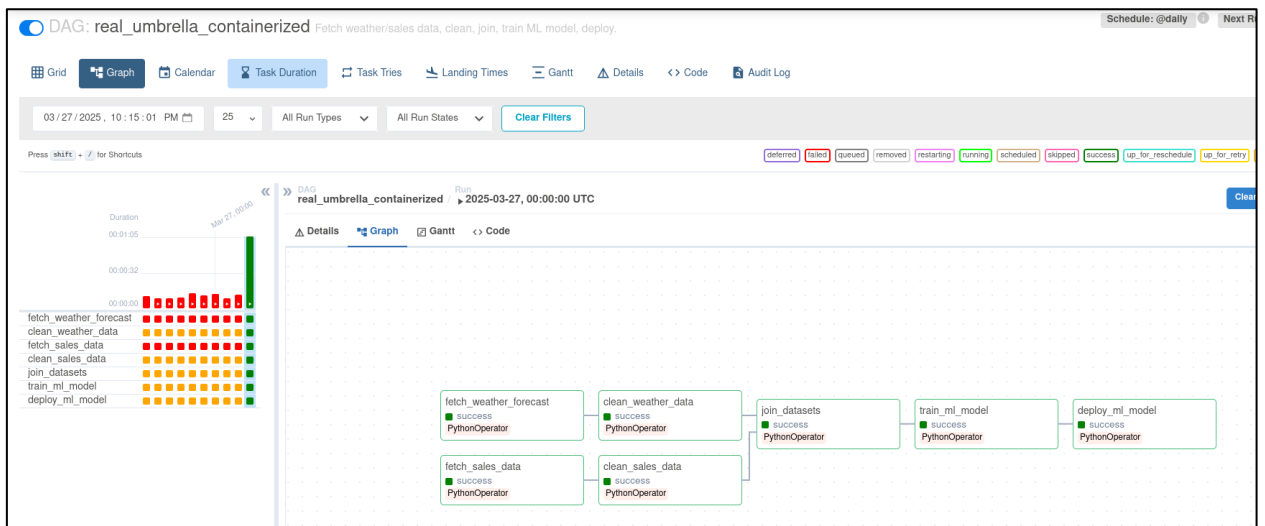 DAG: real_umbrella_containerized Fetch weather/sales data, clean, join, train ML model, deploy.
Schedule: @daily
Next
Grid Graph Calendar Task Duration Task Tries Landing Times Gantt Details <> Code Audit Log
03/27/2025, 10:15:01 PM 25 All Run Types All Run States Clear Filters
Press shift + / for Shortcuts
deferred failed queued removed restarting running scheduled skipped success up_for_reschedule up_for_retry
DAG
real_umbrella_containerized /
Run
2025-03-27, 00:00:00 UTC
Clear
Details Graph Gantt <> Code
Duration
Mar 27, 00:00
00:01:05
00:00:32
00:00:00
fetch_weather_forecast
clean_weather_data
fetch_sales_data
clean_sales_data
join_datasets
train_ml_model
deploy_ml_model
fetch_weather_forecast
success
PythonOperator
clean_weather_data
success
PythonOperator
fetch_sales_data
success
PythonOperator
clean_sales_data
success
PythonOperator
join_datasets
success
PythonOperator
train_ml_model
success
PythonOperator
deploy_ml_model
success
PythonOperator